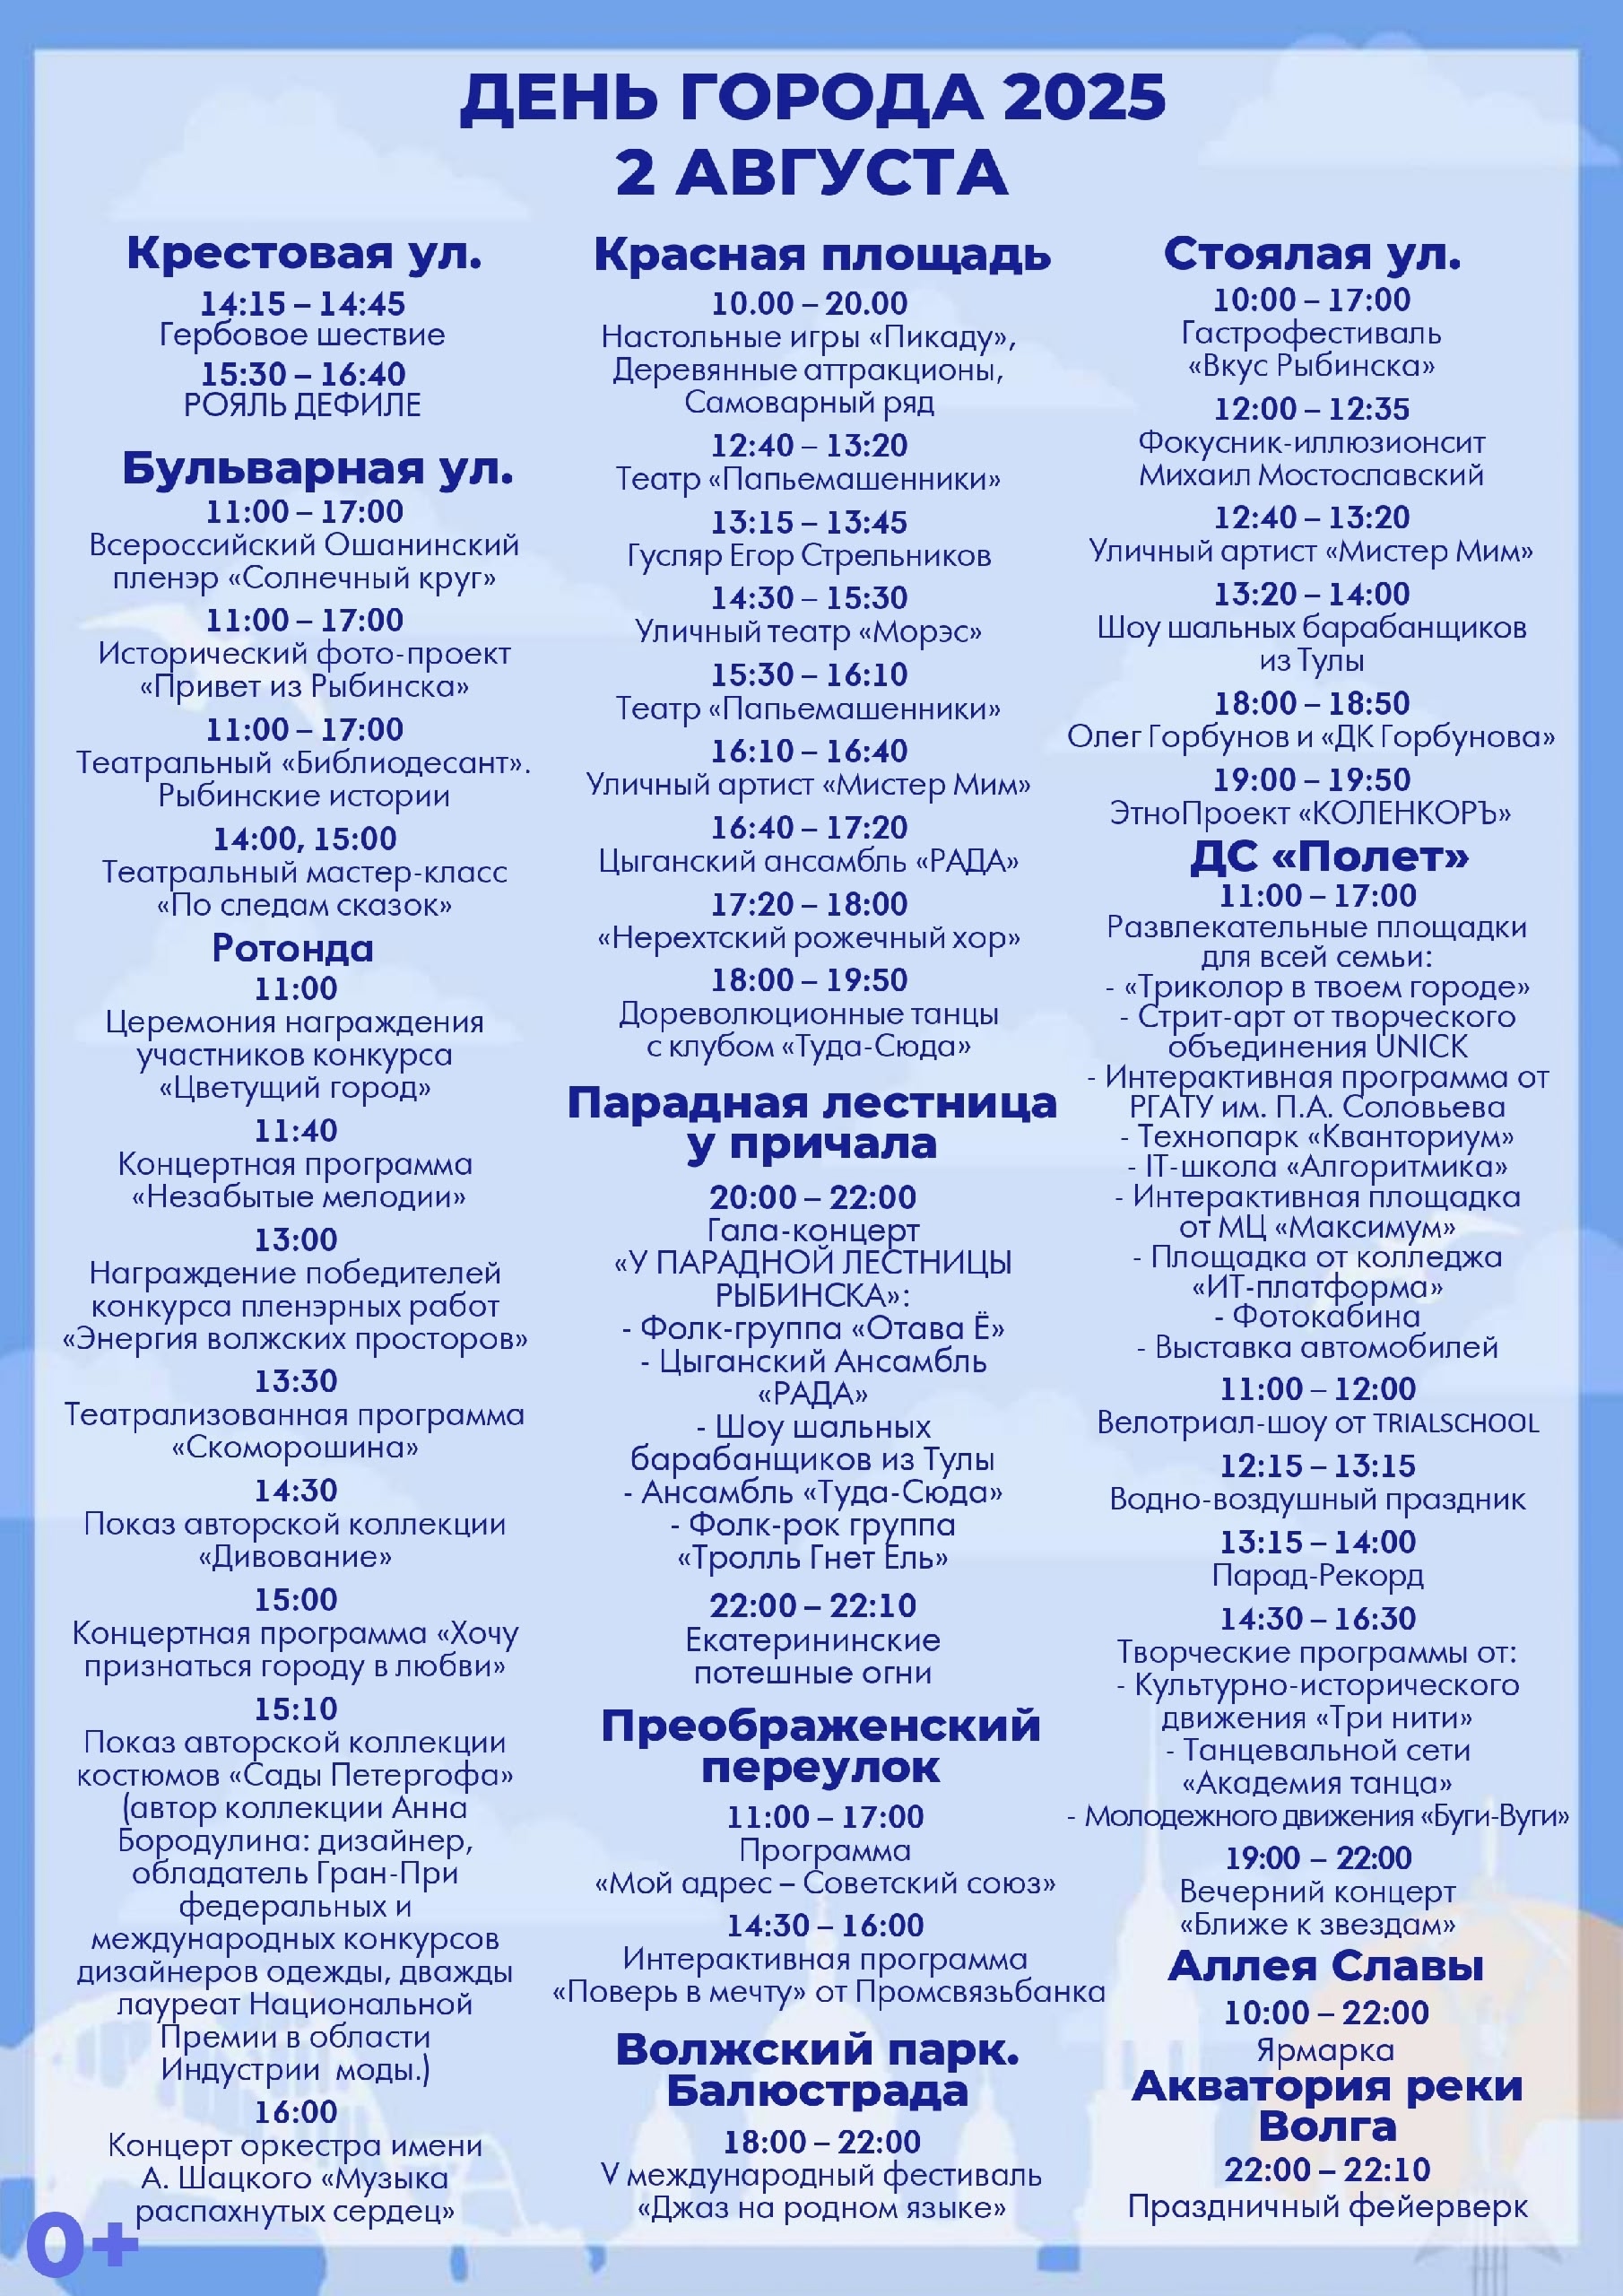 ДЕНЬ ГОРОДА 2025
2 АВГУСТА
Крестовая ул.
14:15 – 14:45
Гербовое шествие
15:30 – 16:40
РОЯЛЬ ДЕФИЛЕ
Бульварная ул.
11:00 – 17:00
Всероссийский Ошанинский
пленэр «Солнечный круг»
11:00 – 17:00
Исторический фото-проект
«Привет из Рыбинска»
11:00 – 17:00
Театральный «Библиодесант».
Рыбинские истории
14:00, 15:00
Театральный мастер-класс
«По следам сказок»
Ротонда
11:00
Церемония награждения
участников конкурса
«Цветущий город»
11:40
Концертная программа
«Незабытые мелодии»
13:00
Награждение победителей
конкурса пленэрных работ
«Энергия волжских просторов»
13:30
Театрализованная программа
«Скоморошина»
14:30
Показ авторской коллекции
«Дивование»
15:00
Концертная программа «Хочу
признаться городу в любви»
15:10
Показ авторской коллекции
костюмов «Сады Петергофа»
(автор коллекции Анна
Бородулина: дизайнер,
обладатель Гран-При
федеральных и
международных конкурсов
дизайнеров одежды, дважды
лауреат Национальной
Премии в области
Индустрии моды.)
16:00
Концерт оркестра имени
А. Шацкого «Музыка
распахнутых сердец»
0+
Красная площадь
10.00 – 20.00
Настольные игры «Пикаду»,
Деревянные аттракционы,
Самоварный ряд
12:40 – 13:20
Театр «Папьемашенники»
13:15 – 13:45
Гусляр Егор Стрельников
14:30 – 15:30
Уличный театр «Морэс»
15:30 – 16:10
Театр «Папьемашенники»
16:10 – 16:40
Уличный артист «Мистер Мим»
16:40 – 17:20
Цыганский ансамбль «РАДА»
17:20 – 18:00
«Нерехтский рожечный хор»
18:00 – 19:50
Дореволюционные танцы
с клубом «Туда-Сюда»
Парадная лестница
у причала
20:00 – 22:00
Гала-концерт
«У ПАРАДНОЙ ЛЕСТНИЦЫ
РЫБИНСКА»:
- Фолк-группа «Отава Ё»
- Цыганский Ансамбль
«РАДА»
- Шоу шальных
барабанщиков из Тулы
- Ансамбль «Туда-Сюда»
- Фолк-рок группа
«Тролль Гнет Ель»
22:00 – 22:10
Екатерининские
потешные огни
Преображенский
переулок
11:00 – 17:00
Программа
«Мой адрес – Советский союз»
14:30 – 16:00
Интерактивная программа
«Поверь в мечту» от Промсвязьбанка
Волжский парк.
Балюстрада
18:00 – 22:00
V международный фестиваль
«Джаз на родном языке»
Стоялая ул.
10:00 – 17:00
Гастрофестиваль
«Вкус Рыбинска»
12:00 – 12:35
Фокусник-иллюзионсит
Михаил Мостославский
12:40 – 13:20
Уличный артист «Мистер Мим»
13:20 – 14:00
Шоу шальных барабанщиков
из Тулы
18:00 – 18:50
Олег Горбунов и «ДК Горбунова»
19:00 – 19:50
ЭтноПроект «КОЛЕНКОРЪ»
ДС «Полет»
11:00 – 17:00
Развлекательные площадки
для всей семьи:
- «Триколор в твоем городе»
- Стрит-арт от творческого
объединения UNICK
- Интерактивная программа от
РГАТУ им. П.А. Соловьева
- Технопарк «Кванториум»
- IT-школа «Алгоритмика»
- Интерактивная площадка
от МЦ «Максимум»
- Площадка от колледжа
«ИТ-платформа»
- Фотокабина
- Выставка автомобилей
11:00 – 12:00
Велотриал-шоу от TRIALSCHOOL
12:15 – 13:15
Водно-воздушный праздник
13:15 – 14:00
Парад-Рекорд
14:30 – 16:30
Творческие программы от:
- Культурно-исторического
движения «Три нити»
- Танцевальной сети
«Академия танца»
- Молодежного движения «Буги-Вуги»
19:00 – 22:00
Вечерний концерт
«Ближе к звездам»
Аллея Славы
10:00 – 22:00
Ярмарка
Акватория реки
Волга
22:00 – 22:10
Праздничный фейерверк